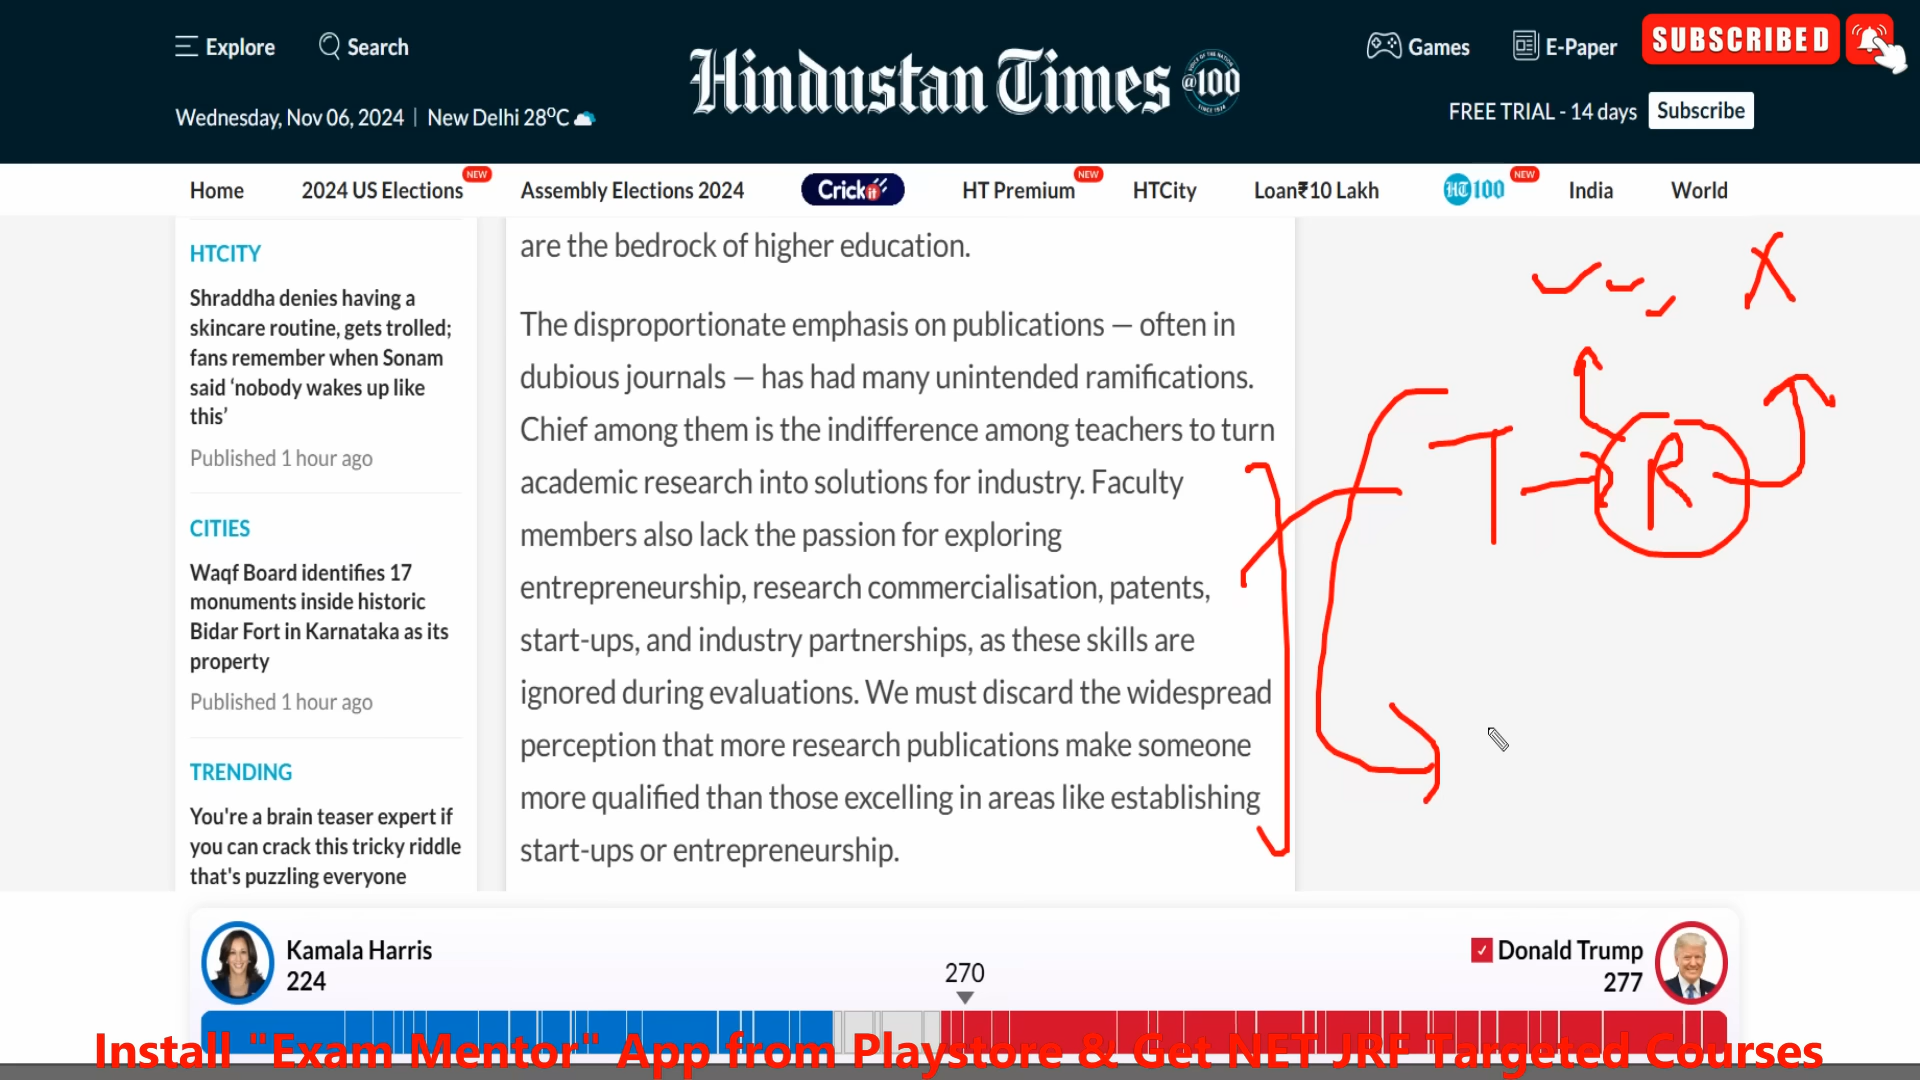 Explore
Search
Hindustan Times
@100
Games
E-Paper
SUBSCRIBED
Wednesday, Nov 06, 2024 | New Delhi 28°C
FREE TRIAL - 14 days
Subscribe
Home
2024 US Elections
NEW
Assembly Elections 2024
Crickit
HT Premium
NEW
HTCity
Loan₹10 Lakh
HT 100
NEW
India
World
HTCITY
Shraddha denies having a
skincare routine, gets trolled;
fans remember when Sonam
said ‘nobody wakes up like
this’
Published 1 hour ago
CITIES
Waqf Board identifies 17
monuments inside historic
Bidar Fort in Karnataka as its
property
Published 1 hour ago
TRENDING
You're a brain teaser expert if
you can crack this tricky riddle
that's puzzling everyone
are the bedrock of higher education.
The disproportionate emphasis on publications — often in
dubious journals — has had many unintended ramifications.
Chief among them is the indifference among teachers to turn
academic research into solutions for industry. Faculty
members also lack the passion for exploring
entrepreneurship, research commercialisation, patents,
start-ups, and industry partnerships, as these skills are
ignored during evaluations. We must discard the widespread
perception that more research publications make someone
more qualified than those excelling in areas like establishing
start-ups or entrepreneurship.
X
T R
Kamala Harris
224
270
Donald Trump
277
Install "Exam Mentor" App from Playstore & Get NET JRF Targeted Courses